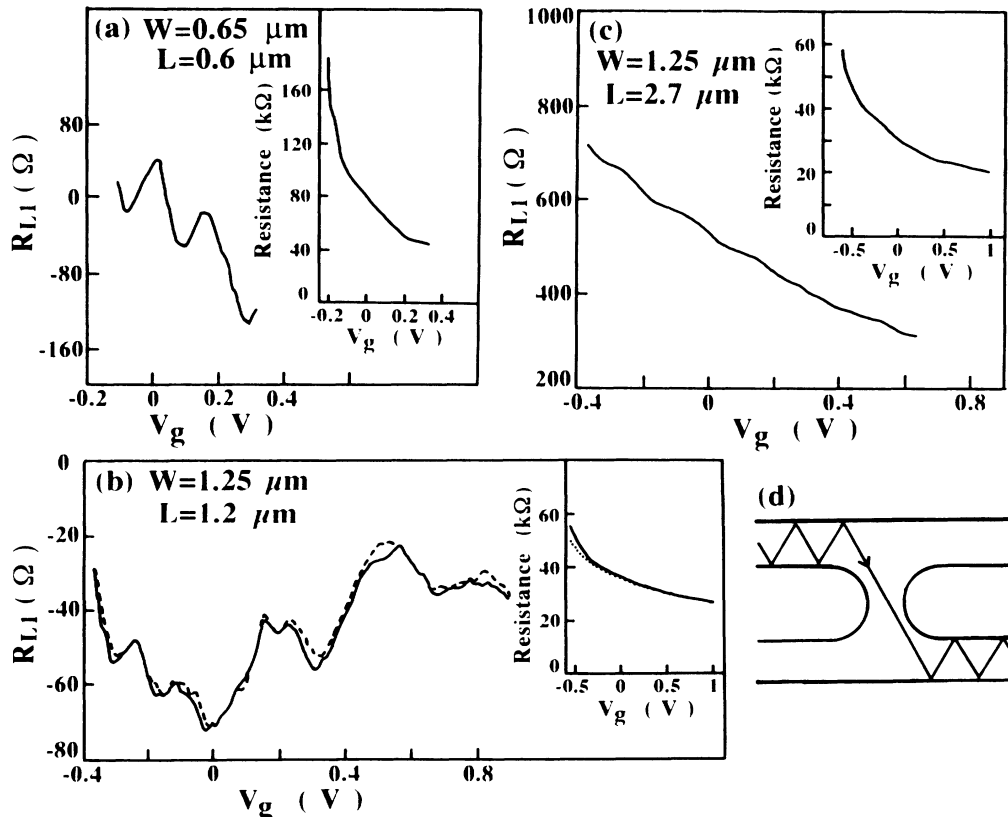 (a) W=0.65 μm
L=0.6 μm
R_L1 (Ω)
80
0
-80
-160
-0.2
0
0.2
0.4
V_g (V)
Resistance (kΩ)
160
120
80
40
0
-0.2
0
0.2
0.4
V_g (V)
(c)
W=1.25 μm
L=2.7 μm
R_L1 (Ω)
1000
800
600
400
200
-0.4
0
0.4
0.8
V_g (V)
Resistance (kΩ)
60
40
20
0
-0.5
0
0.5
1
V_g (V)
(b) W=1.25 μm
L=1.2 μm
R_L1 (Ω)
0
-20
-40
-60
-80
-0.4
0
0.4
0.8
V_g (V)
Resistance (kΩ)
60
40
20
0
-0.5
0
0.5
1
V_g (V)
(d)